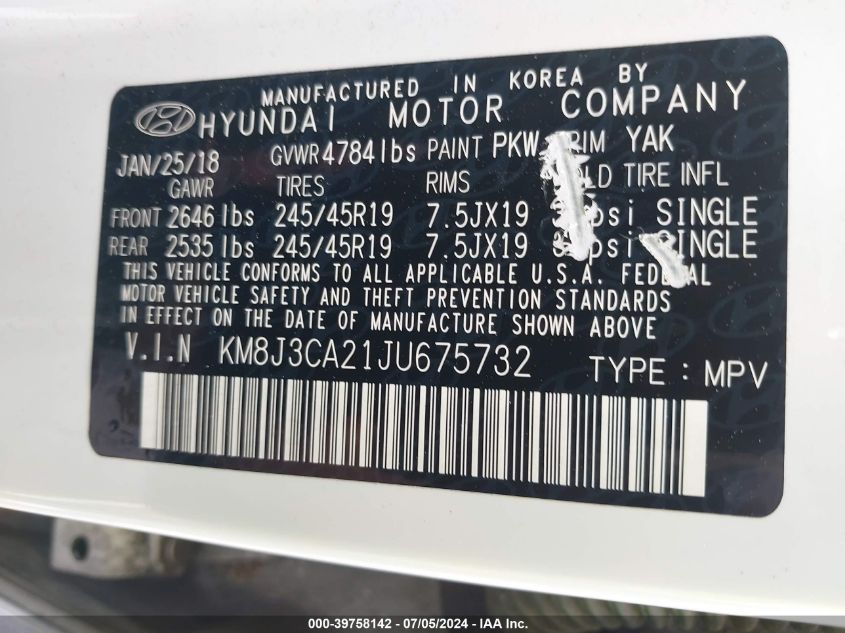 MANUFACTURED IN KOREA BY
HYUNDAI MOTOR COMPANY
JAN/25/18 GVWR 4784 lbs PAINT PKW YAK
GAWR TIRES RIMS TIRE INFL
FRONT 2646 lbs 245/45R19 7.5JX19 SINGLE
REAR 2535 lbs 245/45R19 7.5JX19 SINGLE
THIS VEHICLE CONFORMS TO ALL APPLICABLE U.S.A. FEDERAL
MOTOR VEHICLE SAFETY AND THEFT PREVENTION STANDARDS
IN EFFECT ON THE DATE OF MANUFACTURE SHOWN ABOVE
V.I.N KM8J3CA21JU675732 TYPE : MPV
000-39758142 - 07/05/2024 - IAA Inc.